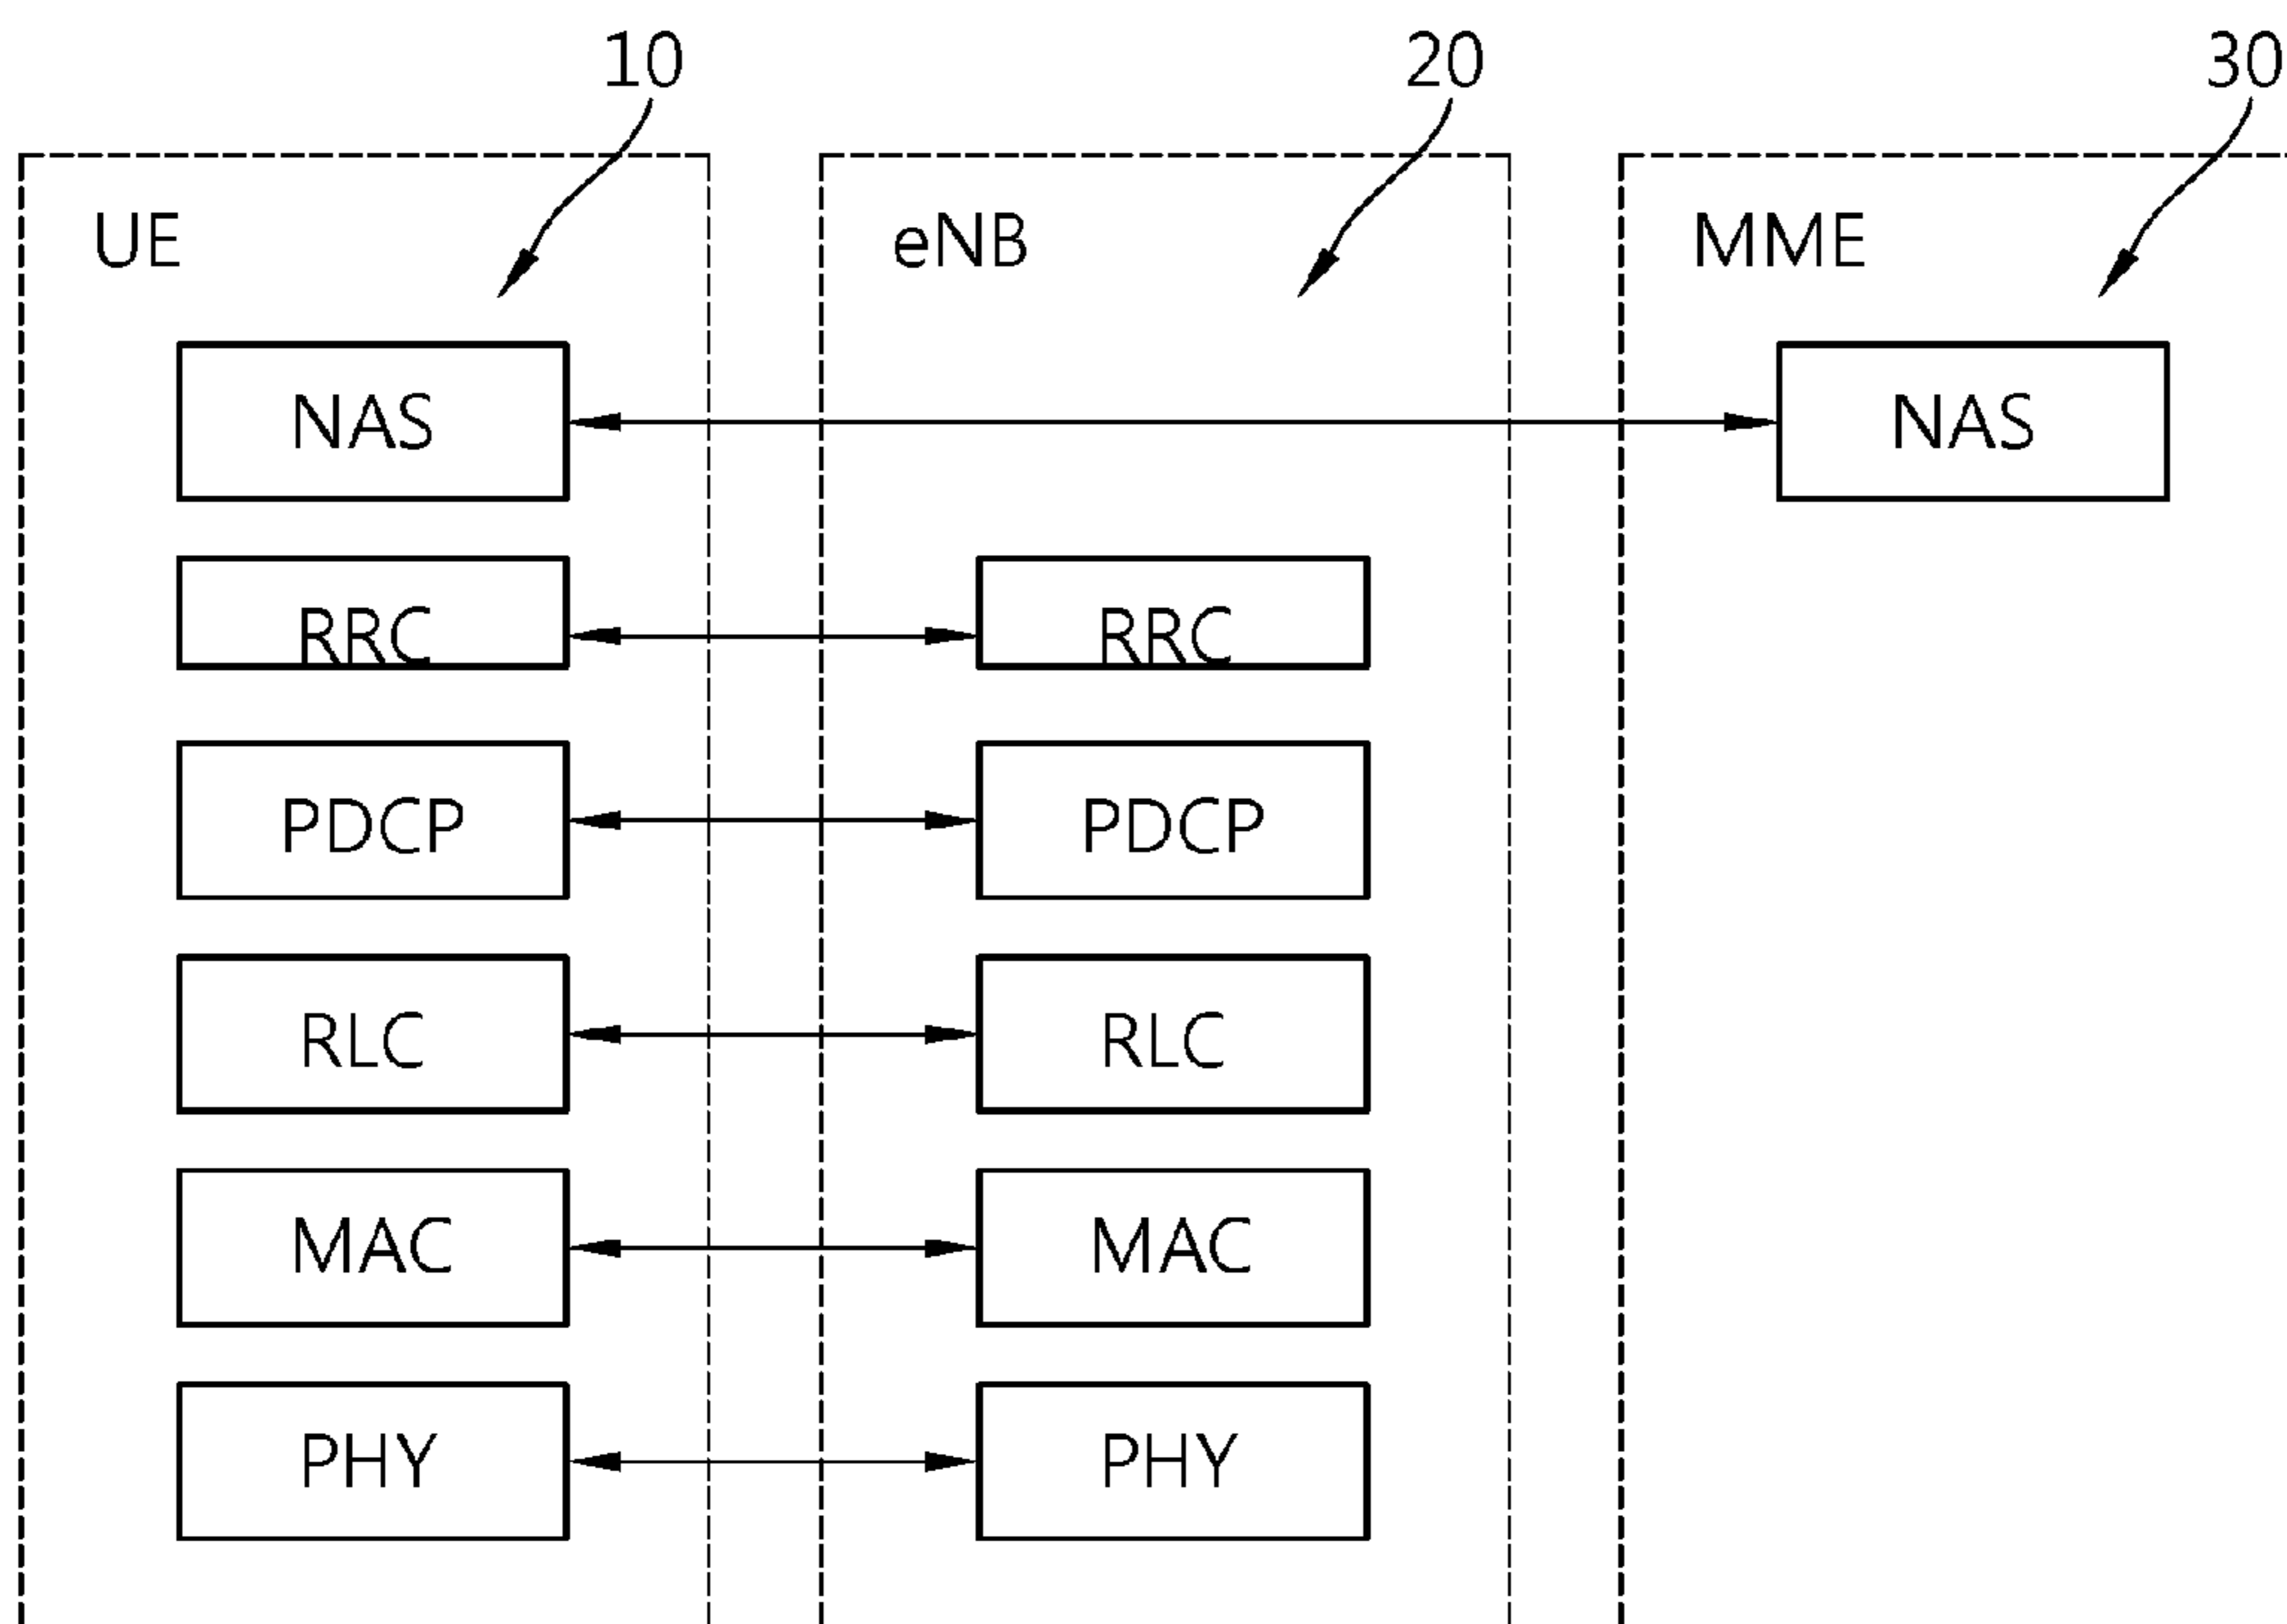 10 20 30
UE eNB MME
NAS NAS
RRC RRC
PDCP PDCP
RLC RLC
MAC MAC
PHY PHY